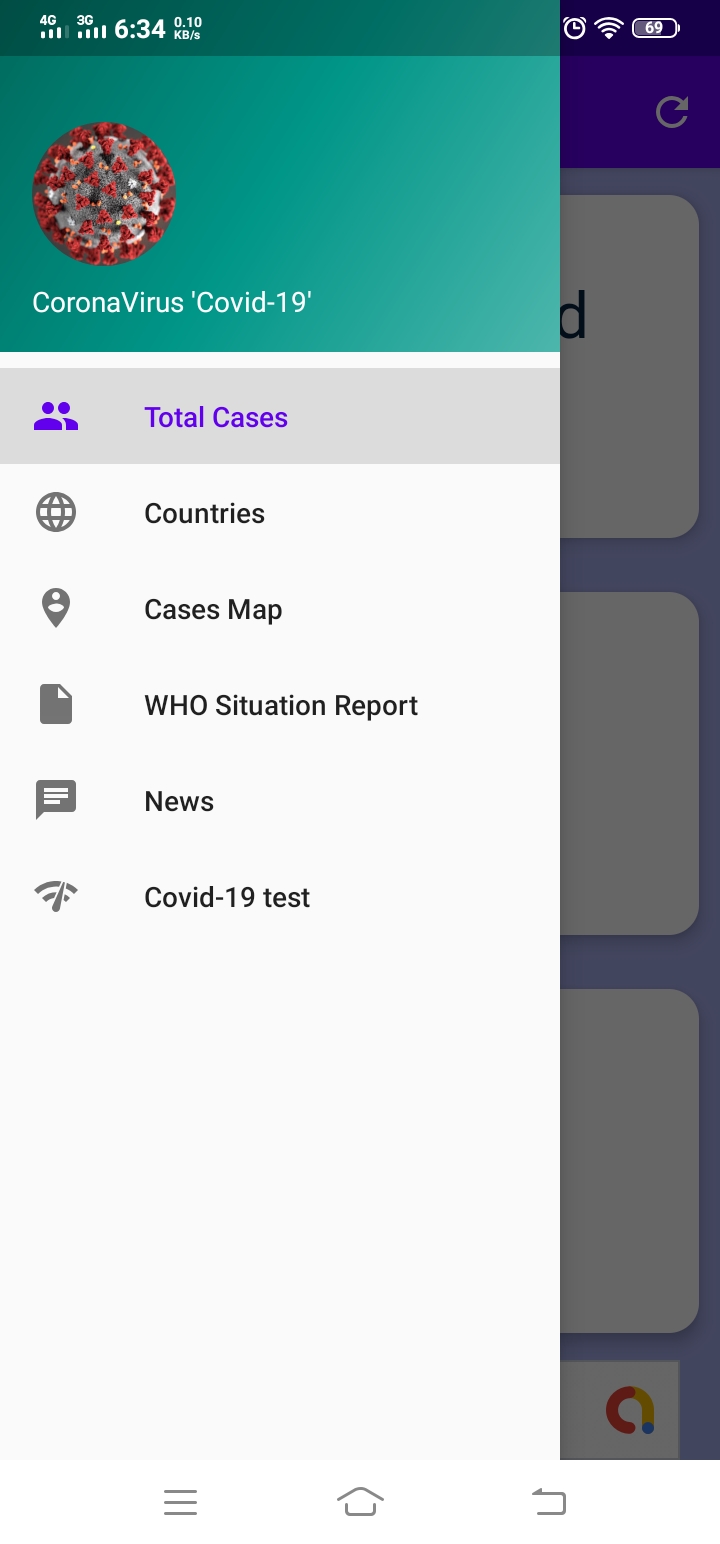 4G 3G 6:34 0.10 KB/s 69
CoronaVirus 'Covid-19'
d
Total Cases
Countries
Cases Map
WHO Situation Report
News
Covid-19 test